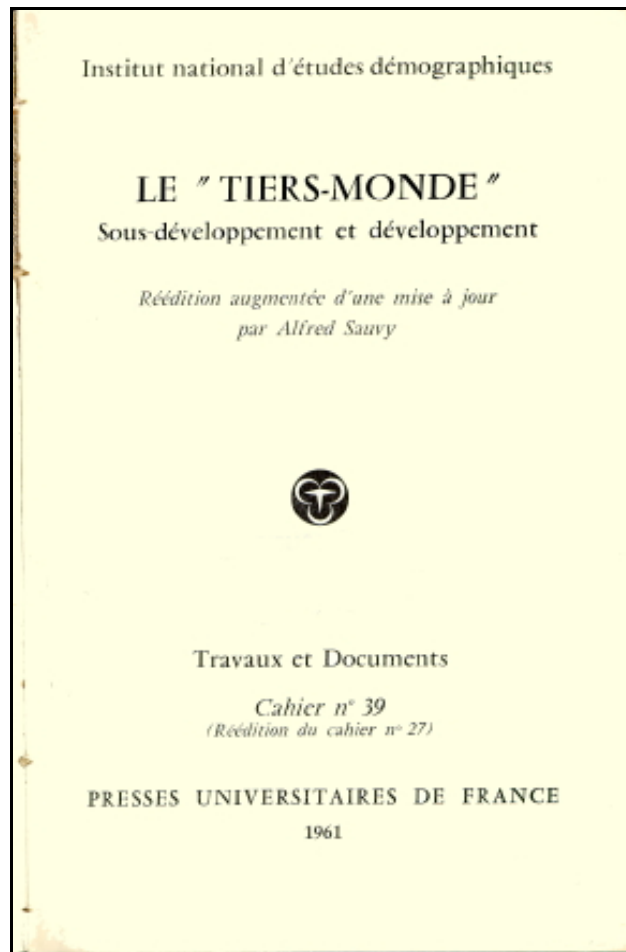 Institut national d'études démographiques
LE " TIERS-MONDE "
Sous-développement et développement
Réédition augmentée d'une mise à jour
par Alfred Sauvy
Travaux et Documents
Cahier n° 39
(Réédition du cahier n° 27)
PRESSES UNIVERSITAIRES DE FRANCE
1961